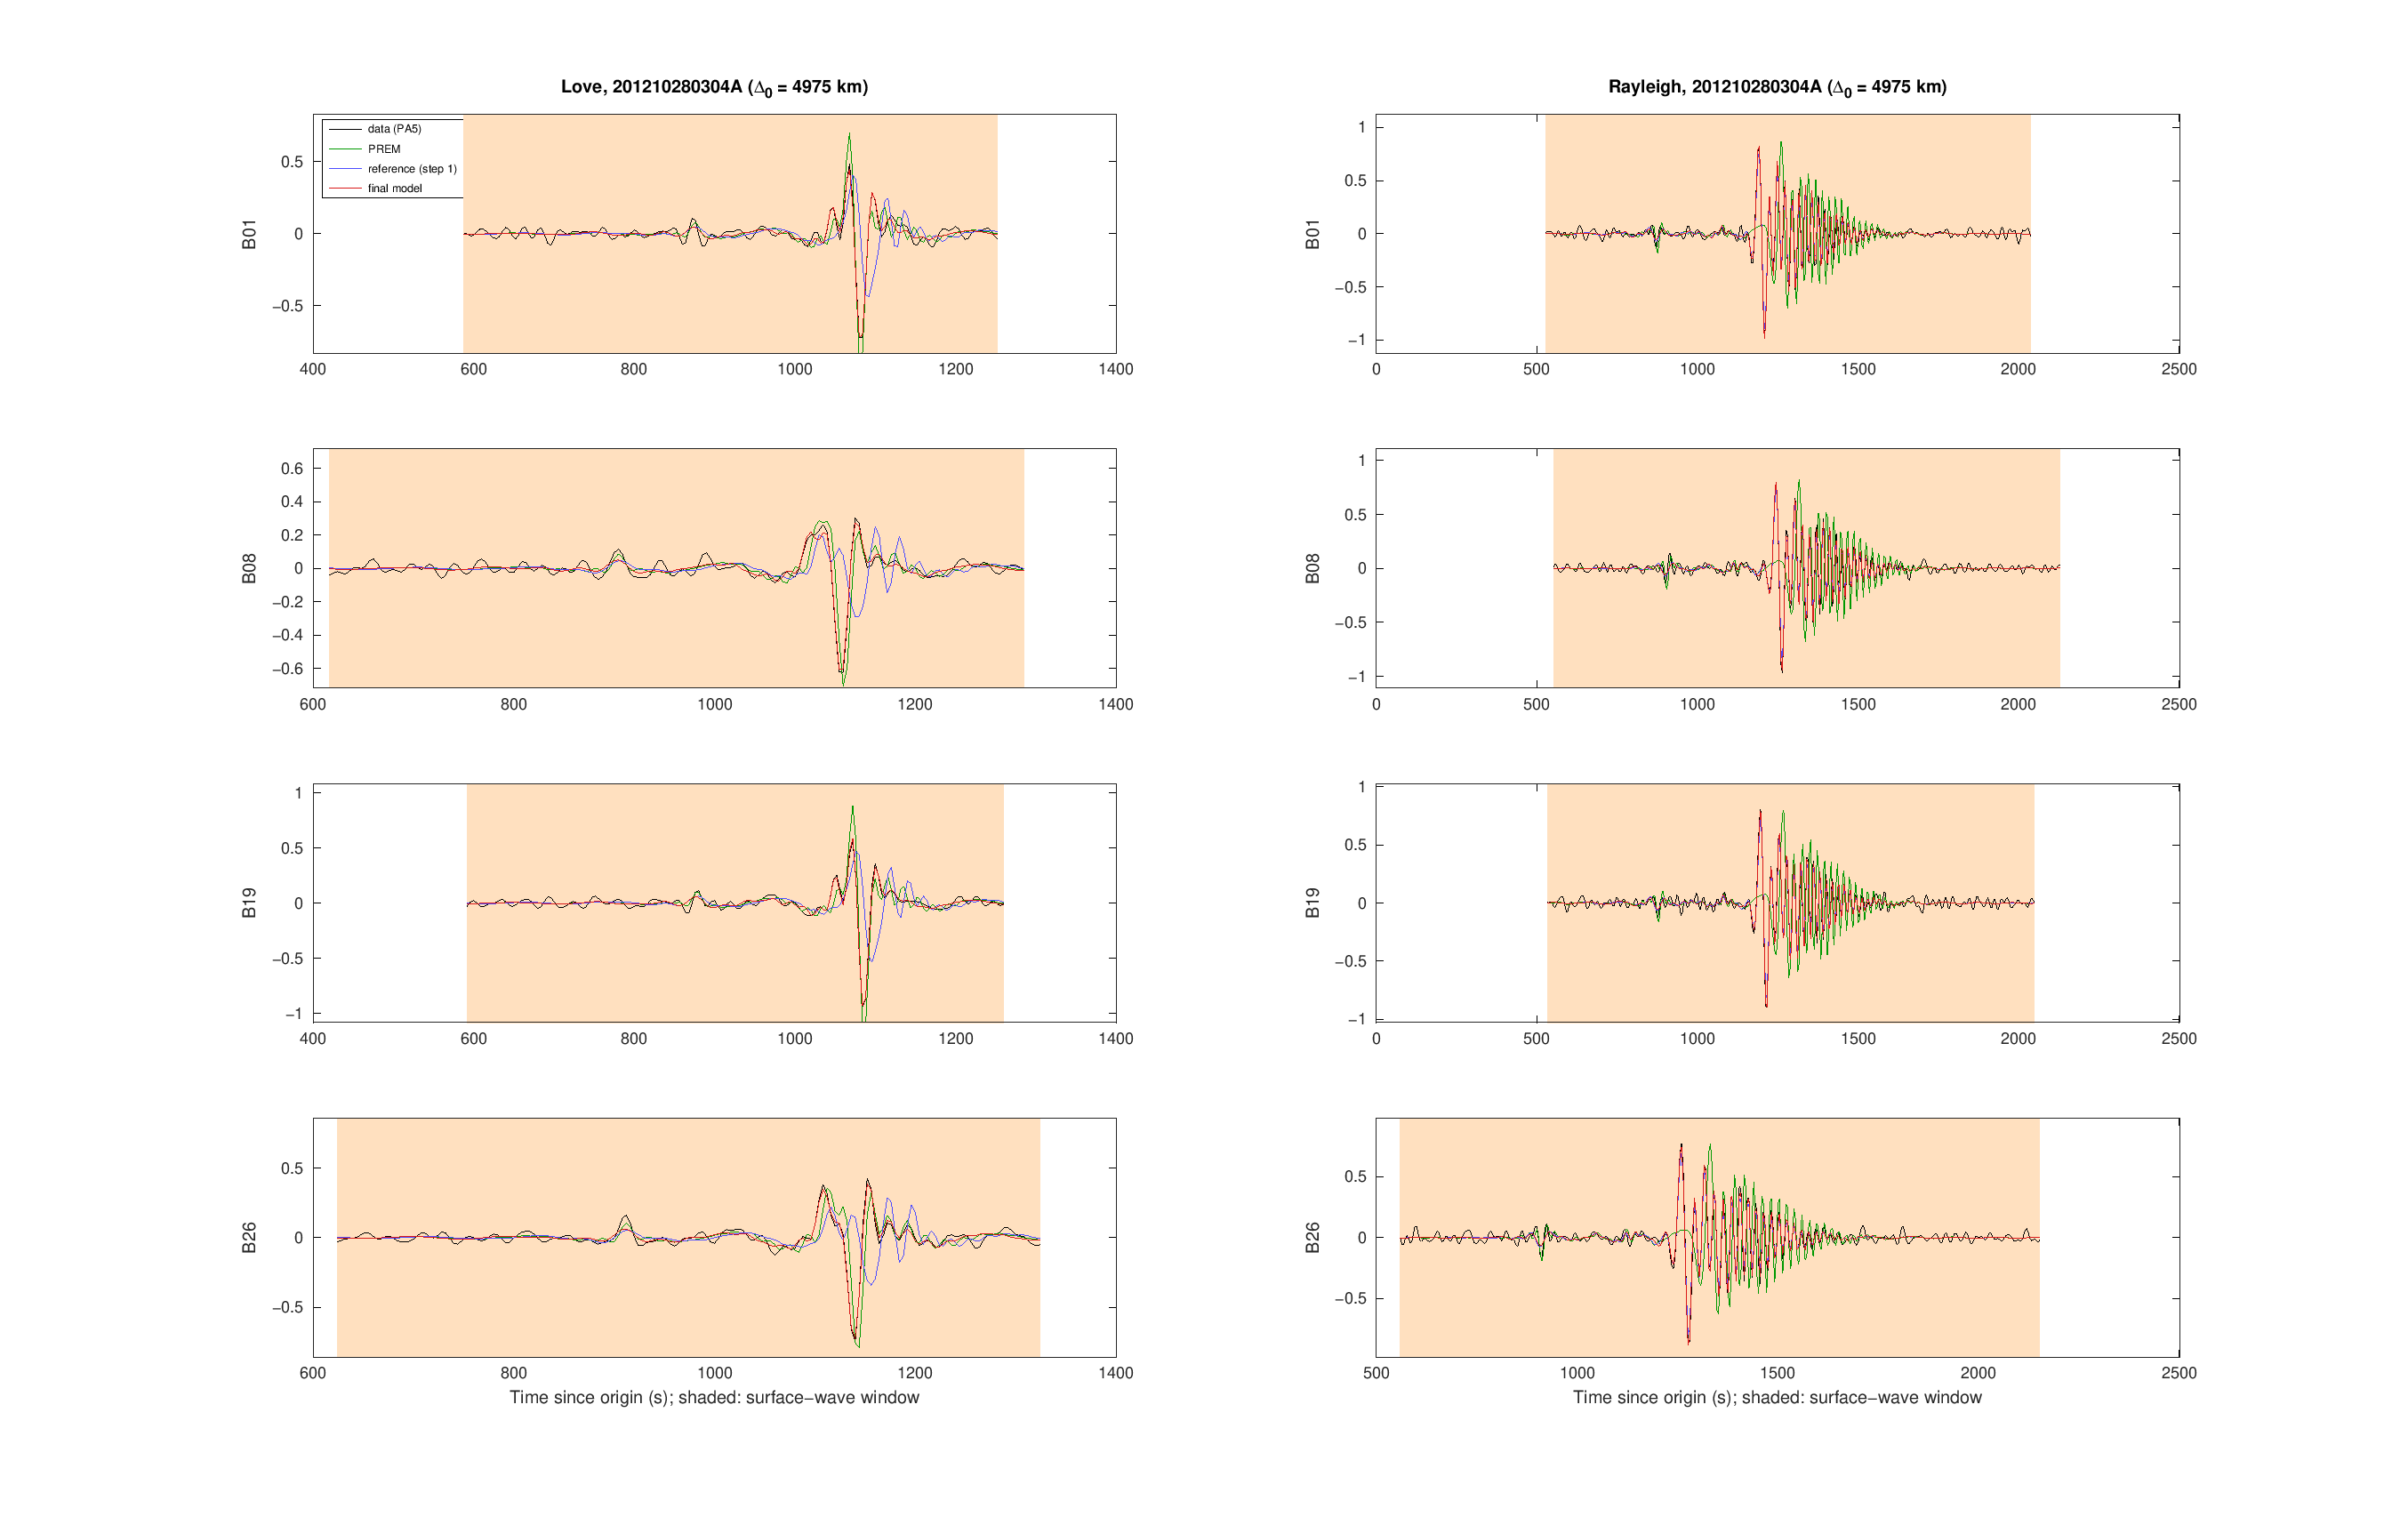 Love, 201210280304A (Δ0 = 4975 km)
data (PA5)
PREM
reference (step 1)
final model
0.5
0
−0.5
B01
400 600 800 1000 1200 1400
0.6
0.4
0.2
0
−0.2
−0.4
−0.6
B08
600 800 1000 1200 1400
1
0.5
0
−0.5
−1
B19
400 600 800 1000 1200 1400
0.5
0
−0.5
B26
600 800 1000 1200 1400
Time since origin (s); shaded: surface−wave window
Rayleigh, 201210280304A (Δ0 = 4975 km)
1
0.5
0
−0.5
−1
B01
0 500 1000 1500 2000 2500
1
0.5
0
−0.5
−1
B08
0 500 1000 1500 2000 2500
1
0.5
0
−0.5
−1
B19
0 500 1000 1500 2000 2500
0.5
0
−0.5
B26
500 1000 1500 2000 2500
Time since origin (s); shaded: surface−wave window